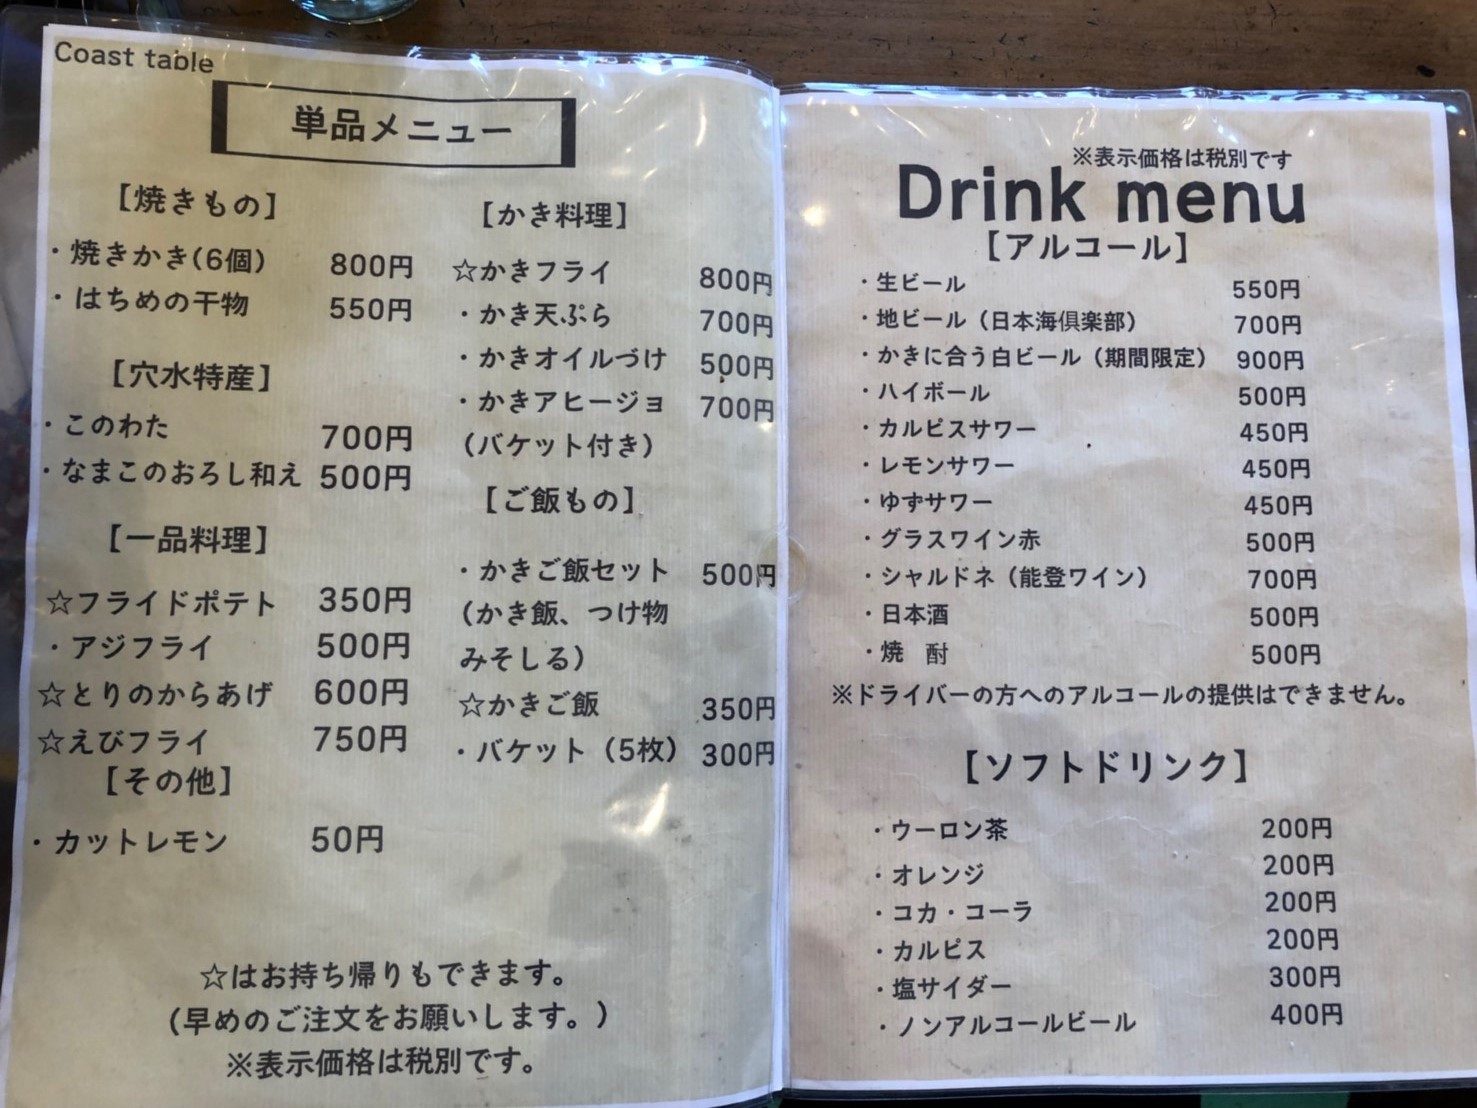 Coast table
単品メニュー
【焼きもの】
・焼きかき(6個) 800円
・はちめの干物 550円
【穴水特産】
・このわた 700円
・なまこのおろし和え 500円
【一品料理】
☆フライドポテト 350円
・アジフライ 500円
☆とりのからあげ 600円
☆えびフライ 750円
【その他】
・カットレモン 50円
【かき料理】
☆かきフライ 800円
・かき天ぷら 700円
・かきオイルづけ 500円
・かきアヒージョ 700円
(バケット付き)
【ご飯もの】
・かきご飯セット 500円
(かき飯、つけ物
みそしる)
☆かきご飯 350円
・バケット(5枚) 300円
☆はお持ち帰りもできます。
(早めのご注文をお願いします。)
※表示価格は税別です。
※表示価格は税別です
Drink menu
【アルコール】
・生ビール 550円
・地ビール(日本海倶楽部) 700円
・かきに合う白ビール(期間限定) 900円
・ハイボール 500円
・カルピスサワー 450円
・レモンサワー 450円
・ゆずサワー 450円
・グラスワイン赤 500円
・シャルドネ(能登ワイン) 700円
・日本酒 500円
・焼 酎 500円
※ドライバーの方へのアルコールの提供はできません。
【ソフトドリンク】
・ウーロン茶 200円
・オレンジ 200円
・コカ・コーラ 200円
・カルピス 200円
・塩サイダー 300円
・ノンアルコールビール 400円